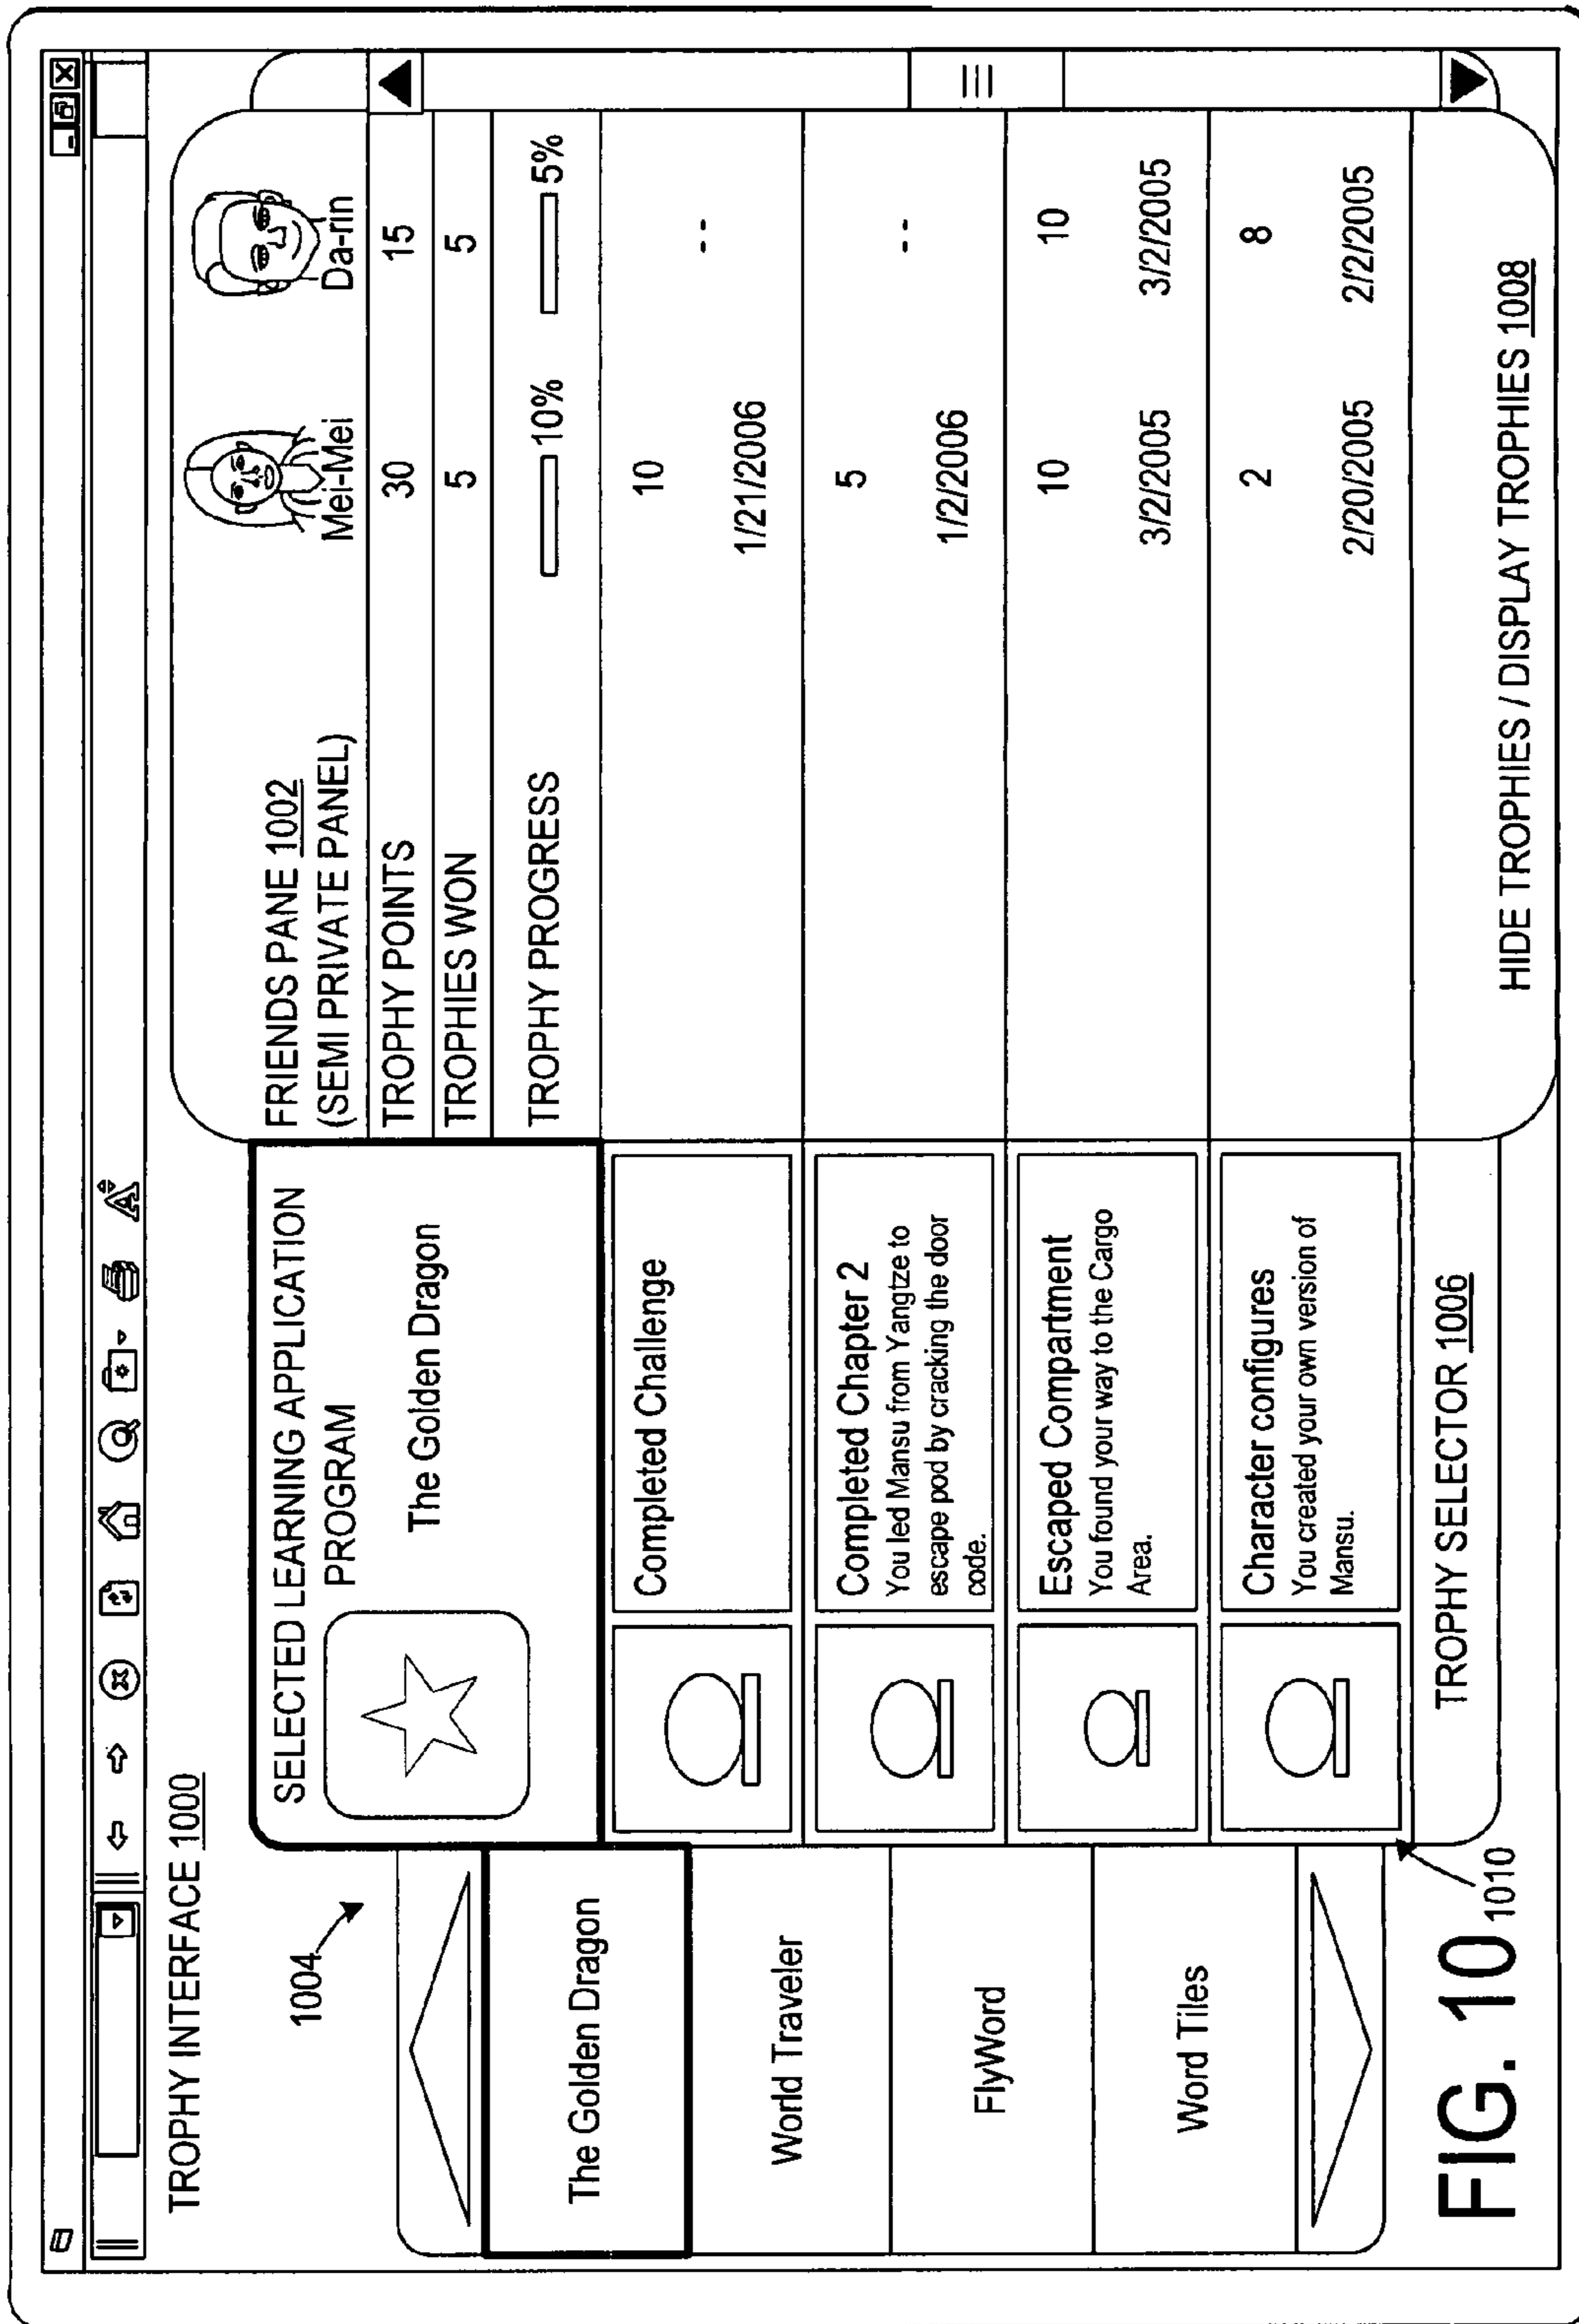 TROPHY INTERFACE 1000
1004
The Golden Dragon
World Traveler
FlyWord
Word Tiles
SELECTED LEARNING APPLICATION
PROGRAM
The Golden Dragon
Completed Challenge
Completed Chapter 2
You led Mansu from Yangtze to
escape pod by cracking the door
code.
Escaped Compartment
You found your way to the Cargo
Area.
Character configures
You created your own version of
Mansu.
TROPHY SELECTOR 1006
1010
FRIENDS PANE 1002
(SEMI PRIVATE PANEL)
Mei-Mei Da-rin
TROPHY POINTS 30 15
TROPHIES WON 5 5
TROPHY PROGRESS 10% 5%
10 --
1/21/2006
5 --
1/2/2006
10 10
3/2/2005 3/2/2005
2 8
2/20/2005 2/2/2005
HIDE TROPHIES / DISPLAY TROPHIES 1008
FIG. 10